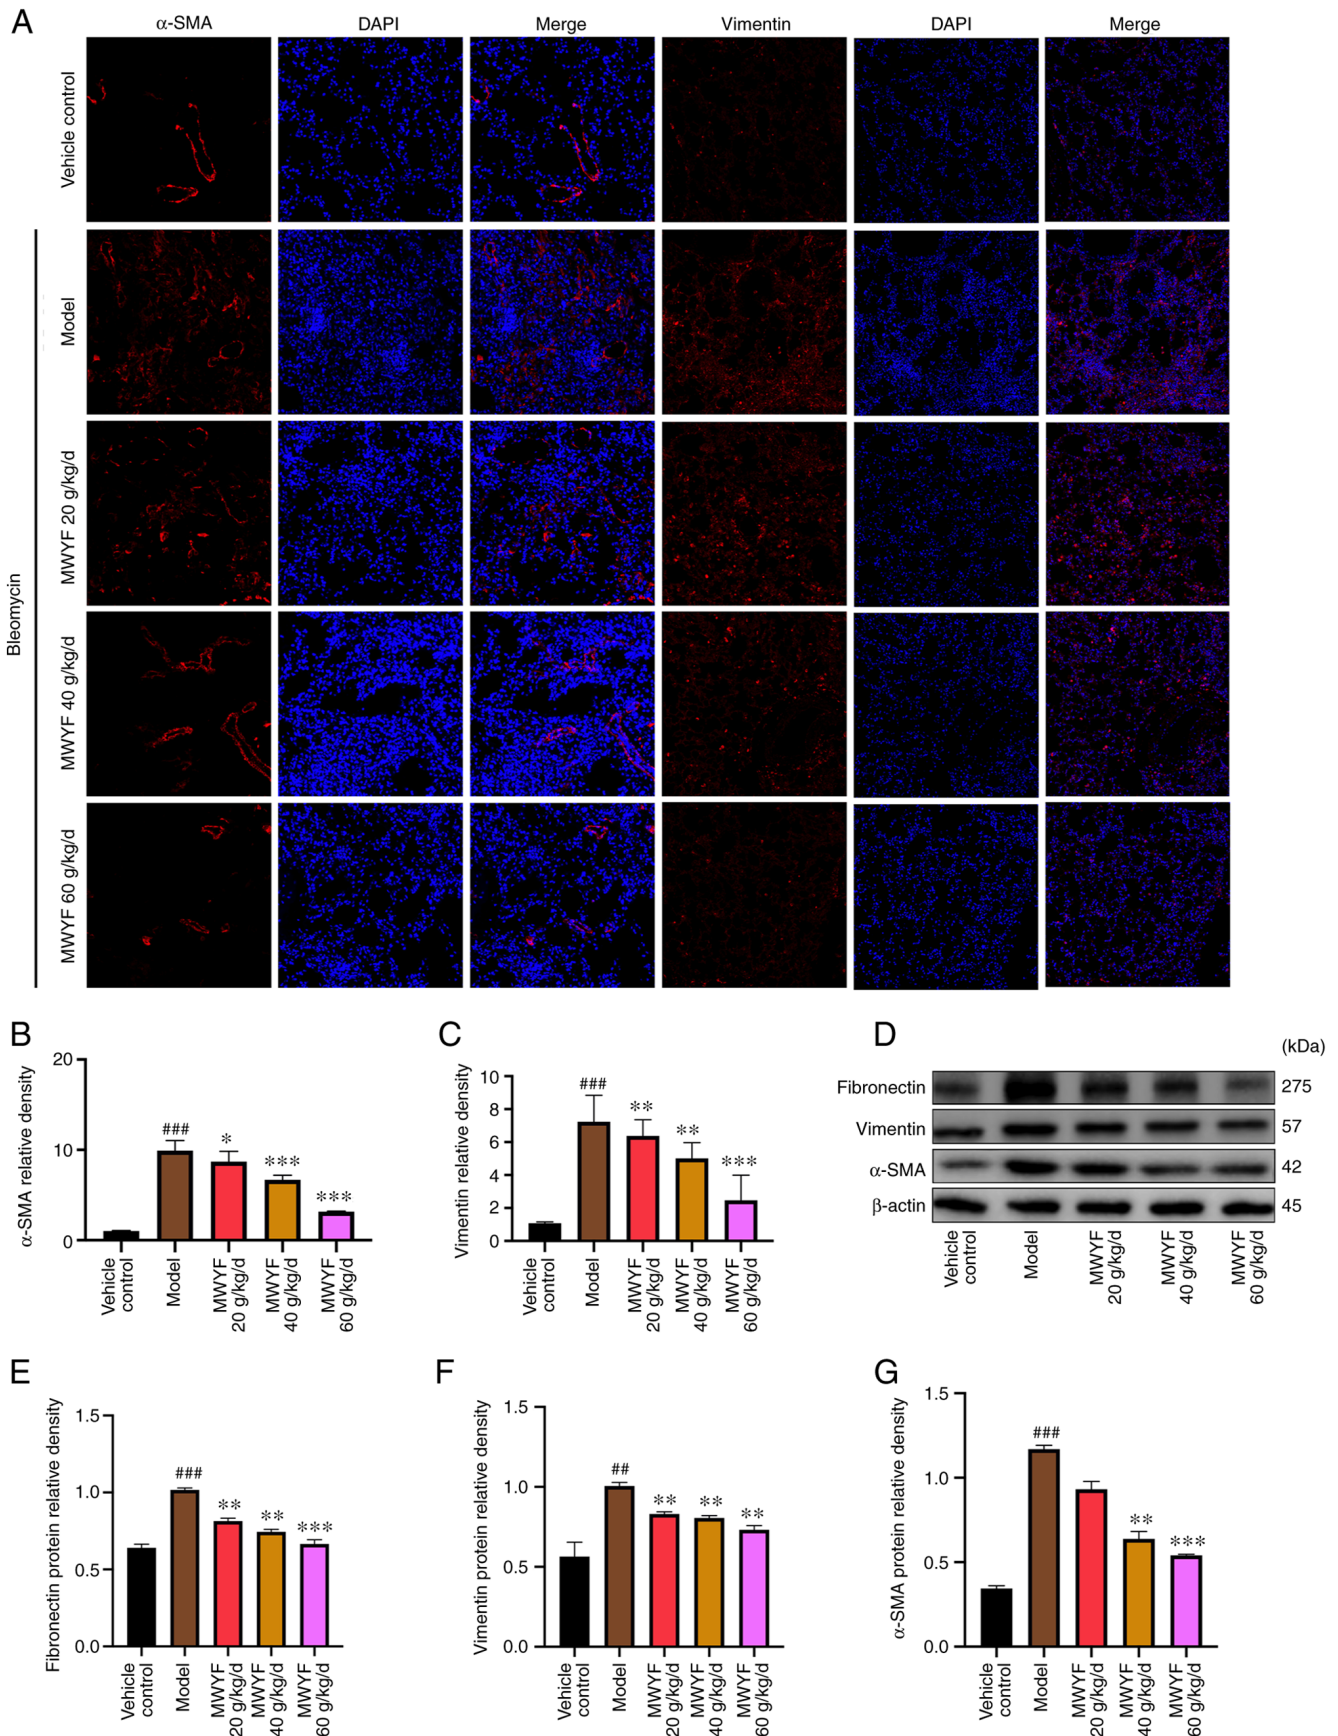 A
α-SMA DAPI Merge Vimentin DAPI Merge
Vehicle control
Bleomycin
Model
MWYF 20 g/kg/d
MWYF 40 g/kg/d
MWYF 60 g/kg/d
B
α-SMA relative density
20
10
0
###
*
***
***
Vehicle
control
Model
MWYF
20 g/kg/d
MWYF
40 g/kg/d
MWYF
60 g/kg/d
C
Vimentin relative density
10
8
6
4
2
0
###
**
**
***
Vehicle
control
Model
MWYF
20 g/kg/d
MWYF
40 g/kg/d
MWYF
60 g/kg/d
D
(kDa)
Fibronectin 275
Vimentin 57
α-SMA 42
β-actin 45
Vehicle
control
Model
MWYF
20 g/kg/d
MWYF
40 g/kg/d
MWYF
60 g/kg/d
E
Fibronectin protein relative density
1.5
1.0
0.5
0.0
###
**
**
***
Vehicle
control
Model
MWYF
20 g/kg/d
MWYF
40 g/kg/d
MWYF
60 g/kg/d
F
Vimentin protein relative density
1.5
1.0
0.5
0.0
##
**
**
**
Vehicle
control
Model
MWYF
20 g/kg/d
MWYF
40 g/kg/d
MWYF
60 g/kg/d
G
α-SMA protein relative density
1.5
1.0
0.5
0.0
###
**
***
Vehicle
control
Model
MWYF
20 g/kg/d
MWYF
40 g/kg/d
MWYF
60 g/kg/d